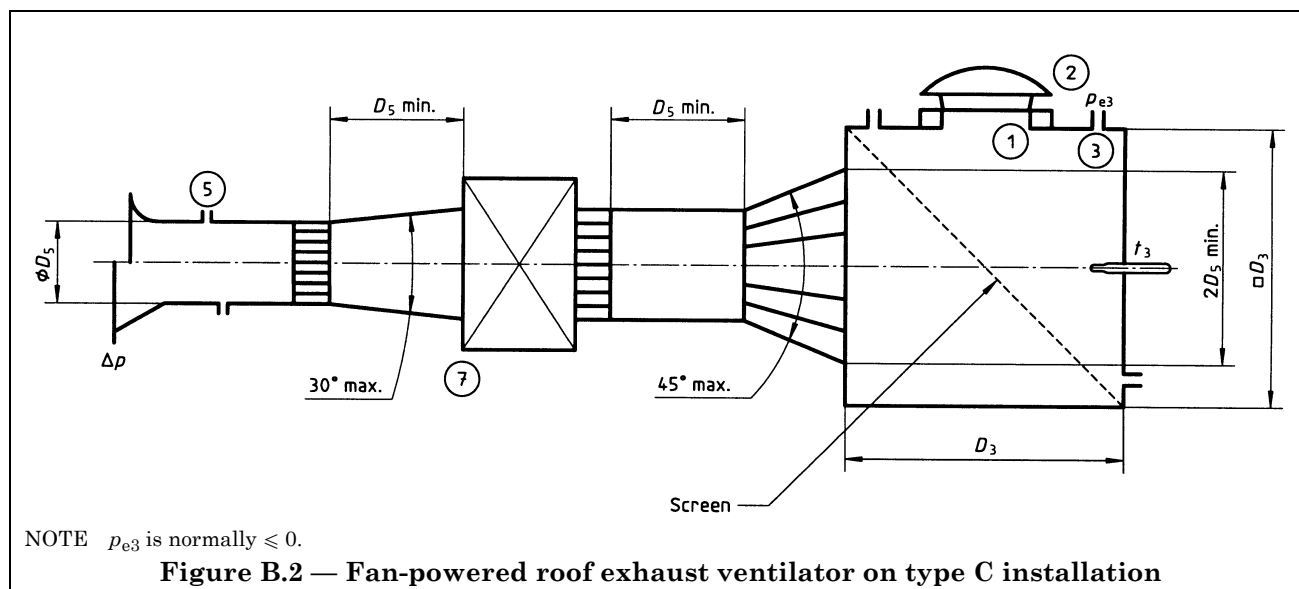 2
D5 min.
D5 min.
pe3
1
3
5
ϕD5
t3
2D5 min.
□D3
Δp
30° max.
7
45° max.
D3
Screen
NOTE pe3 is normally ⩽ 0.
Figure B.2 — Fan-powered roof exhaust ventilator on type C installation